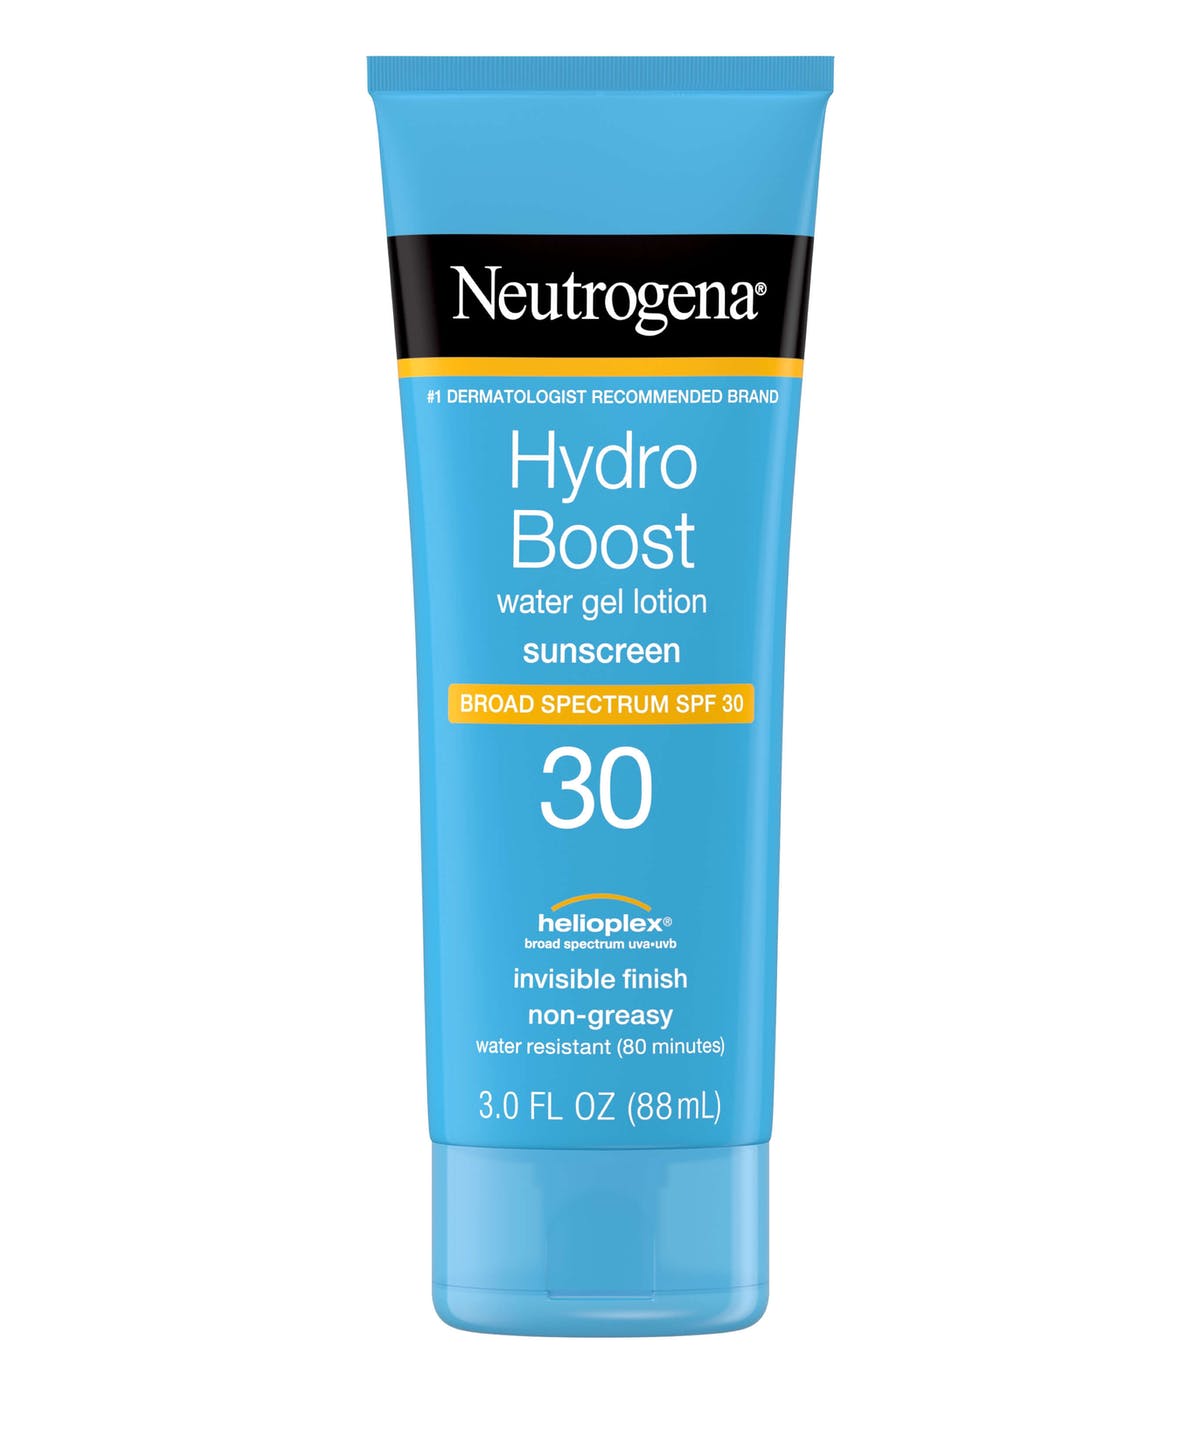 Neutrogena®
#1 DERMATOLOGIST RECOMMENDED BRAND
Hydro
Boost
water gel lotion
sunscreen
BROAD SPECTRUM SPF 30
30
helioplex®
broad spectrum uva•uvb
invisible finish
non-greasy
water resistant (80 minutes)
3.0 FL OZ (88mL)